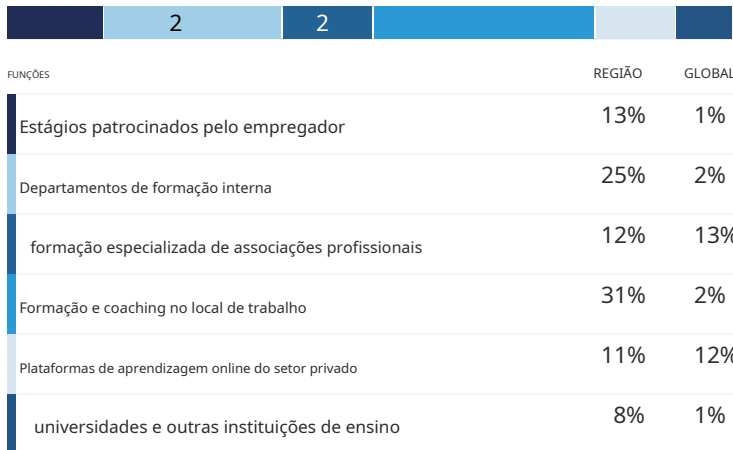 2 2
FUNÇÕES REGIÃO GLOBAL
Estágios patrocinados pelo empregador 13% 1%
Departamentos de formação interna 25% 2%
formação especializada de associações profissionais 12% 13%
Formação e coaching no local de trabalho 31% 2%
Plataformas de aprendizagem online do setor privado 11% 12%
universidades e outras instituições de ensino 8% 1%